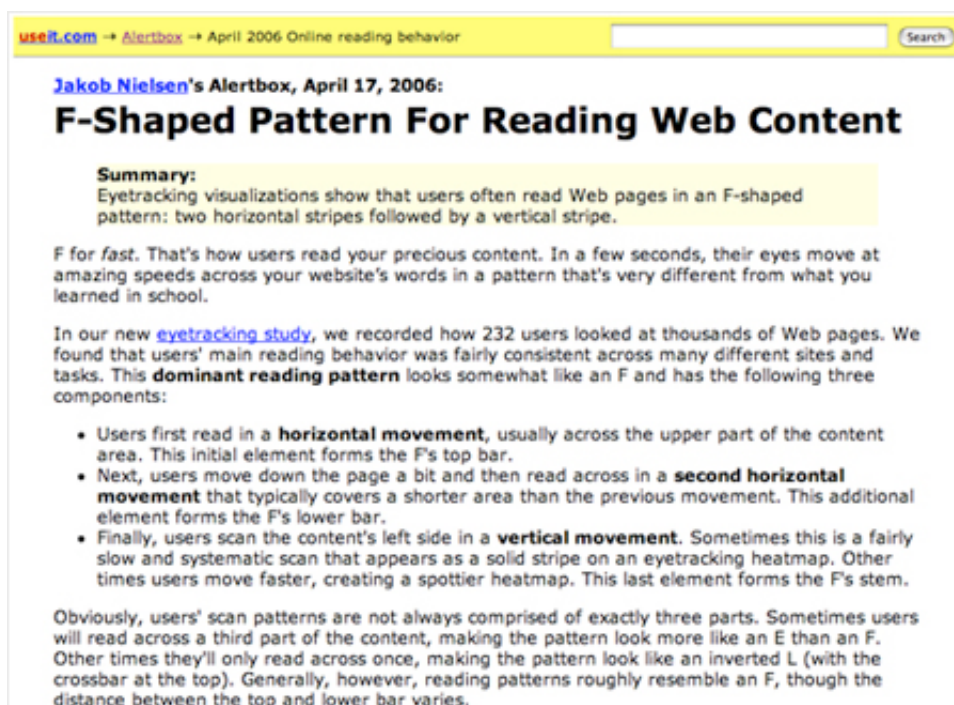 useit.com → Alertbox → April 2006 Online reading behavior
Search
Jakob Nielsen's Alertbox, April 17, 2006:
F-Shaped Pattern For Reading Web Content
Summary:
Eyetracking visualizations show that users often read Web pages in an F-shaped
pattern: two horizontal stripes followed by a vertical stripe.
F for fast. That's how users read your precious content. In a few seconds, their eyes move at
amazing speeds across your website's words in a pattern that's very different from what you
learned in school.
In our new eyetracking study, we recorded how 232 users looked at thousands of Web pages. We
found that users' main reading behavior was fairly consistent across many different sites and
tasks. This dominant reading pattern looks somewhat like an F and has the following three
components:
• Users first read in a horizontal movement, usually across the upper part of the content
area. This initial element forms the F's top bar.
• Next, users move down the page a bit and then read across in a second horizontal
movement that typically covers a shorter area than the previous movement. This additional
element forms the F's lower bar.
• Finally, users scan the content's left side in a vertical movement. Sometimes this is a fairly
slow and systematic scan that appears as a solid stripe on an eyetracking heatmap. Other
times users move faster, creating a spottier heatmap. This last element forms the F's stem.
Obviously, users' scan patterns are not always comprised of exactly three parts. Sometimes users
will read across a third part of the content, making the pattern look more like an E than an F.
Other times they'll only read across once, making the pattern look like an inverted L (with the
crossbar at the top). Generally, however, reading patterns roughly resemble an F, though the
distance between the top and lower bar varies.